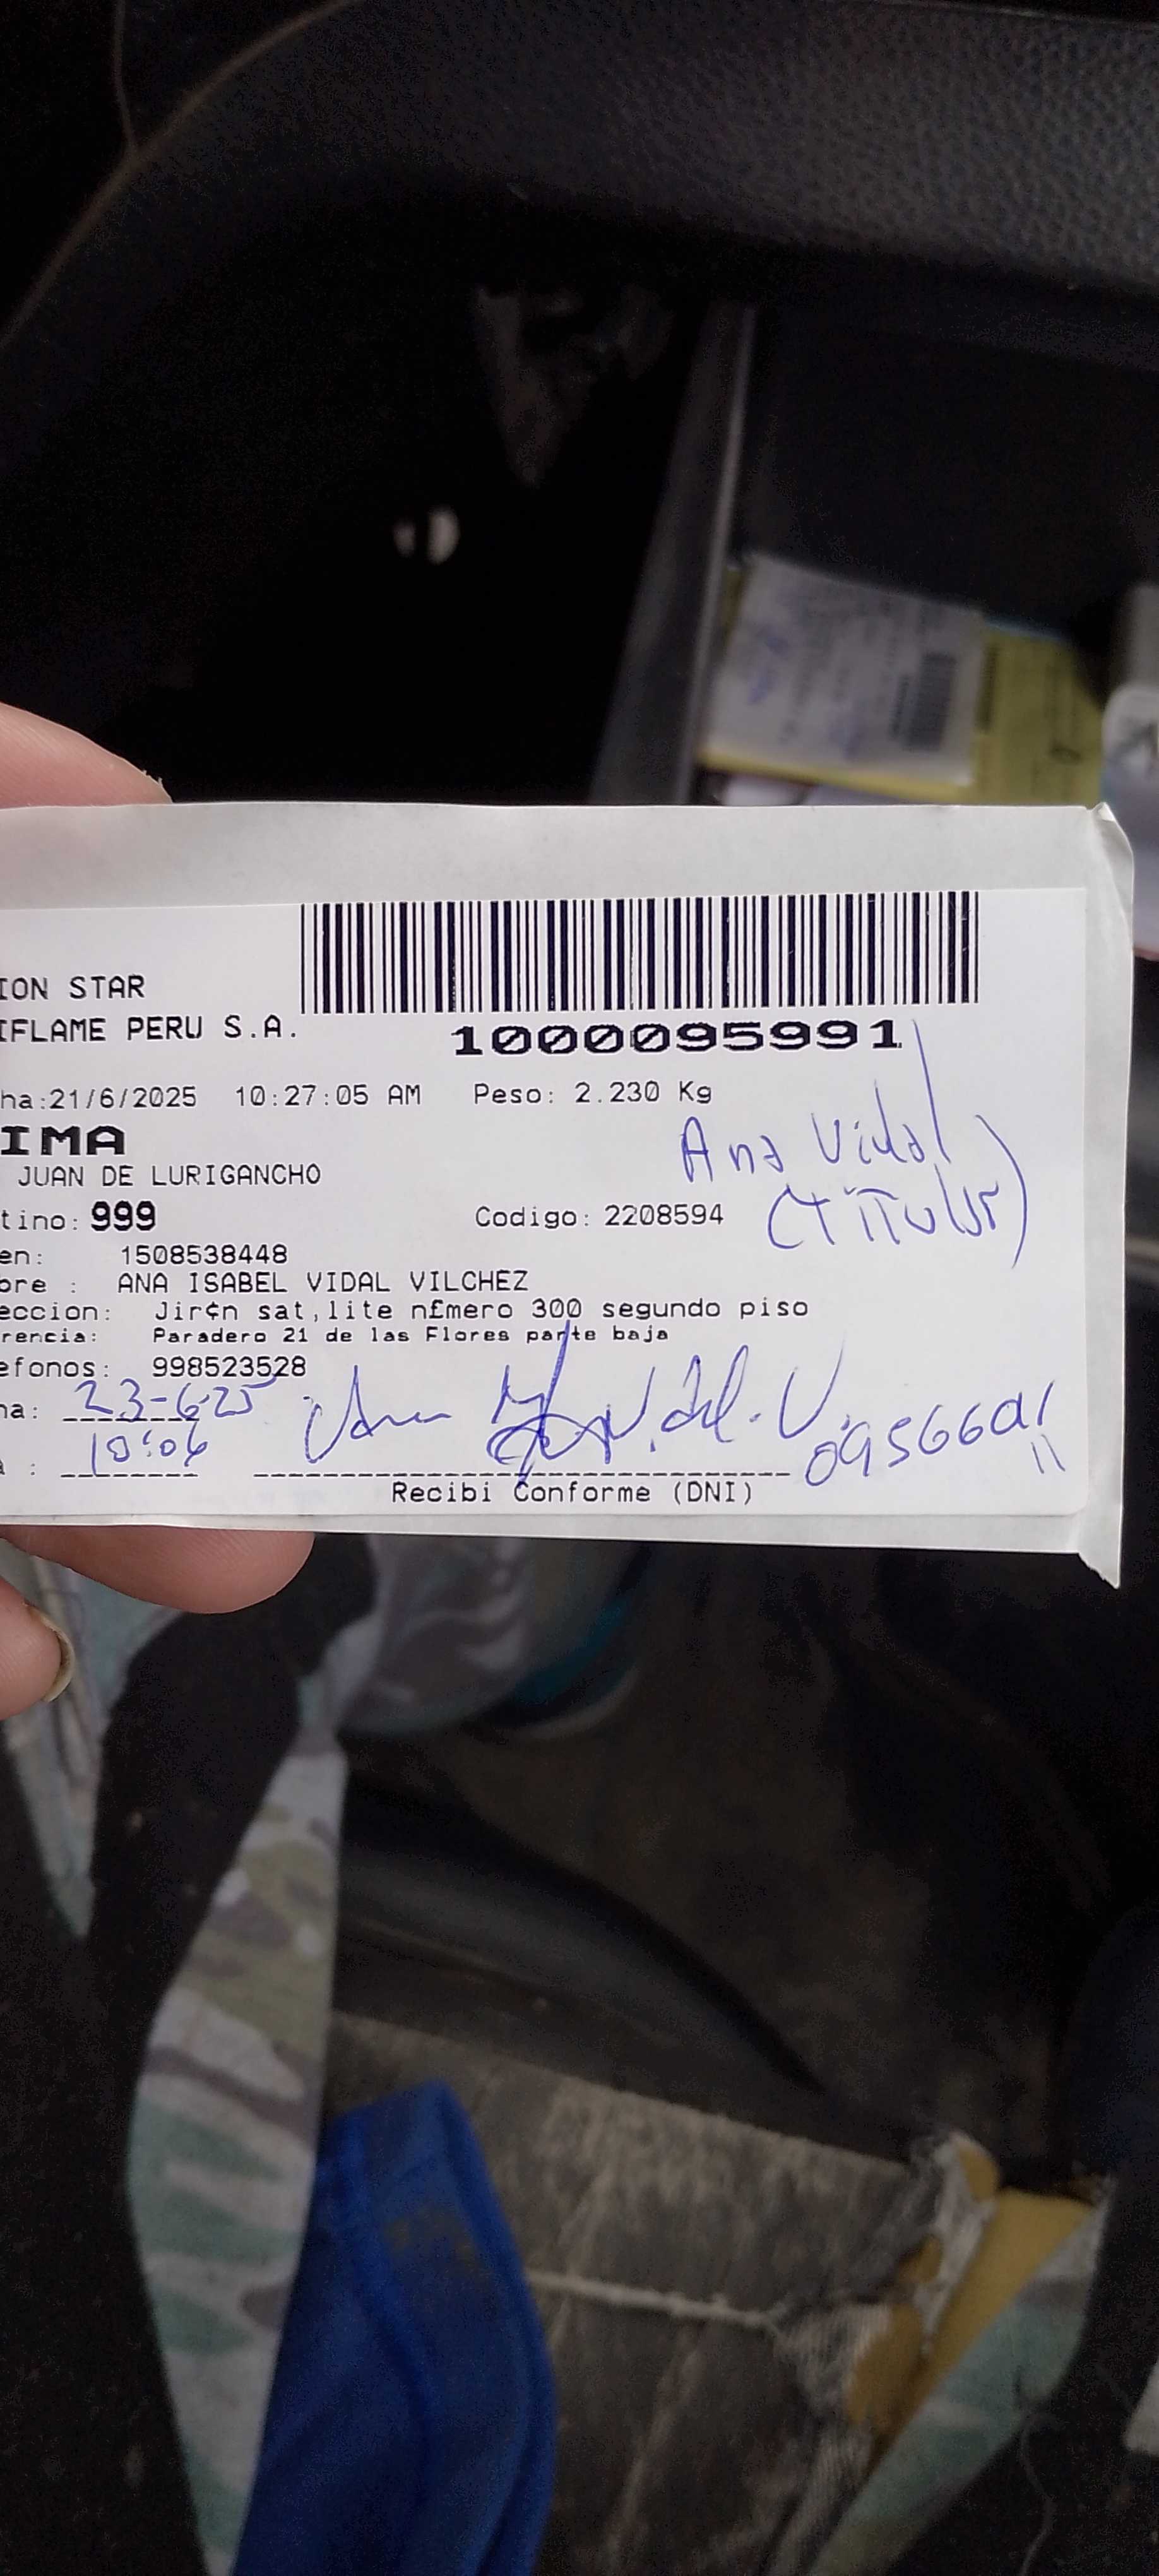 ION STAR
IFLAME PERU S.A.
1000095991
ha:21/6/2025 10:27:05 AM Peso: 2.230 Kg
IMA
Ana Vidal
JUAN DE LURIGANCHO
(Titular)
tino: 999 Codigo: 2208594
en: 1508538448
bre : ANA ISABEL VIDAL VILCHEZ
eccion: Jir¢n sat‚lite n£mero 300 segundo piso
rencia: Paradero 21 de las Flores parte baja
efonos: 998523528
ha: 23-6-25
a :
Vidal. V.
Recibi Conforme (DNI)